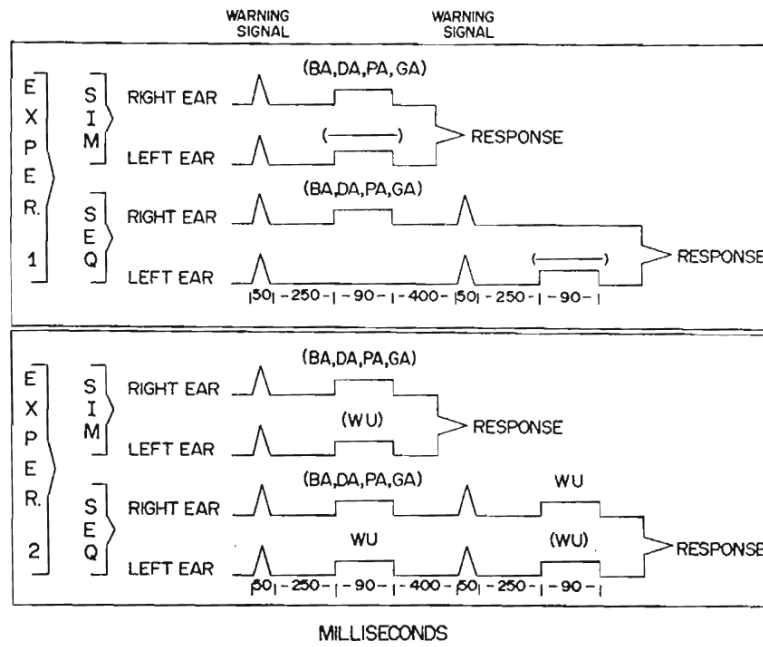 WARNING SIGNAL WARNING SIGNAL
EXPER. 1
SIM
(BA,DA,PA,GA)
RIGHT EAR
( ——— ) RESPONSE
LEFT EAR
SEQ
(BA,DA,PA,GA)
RIGHT EAR
( ——— ) RESPONSE
LEFT EAR
|50|-250-|-90-|-400-|50|-250-|-90-|
EXPER. 2
SIM
(BA,DA,PA,GA)
RIGHT EAR
(WU) RESPONSE
LEFT EAR
SEQ
(BA,DA,PA,GA) WU
RIGHT EAR
WU (WU) RESPONSE
LEFT EAR
|50|-250-|-90-|-400-|50|-250-|-90-|
MILLISECONDS